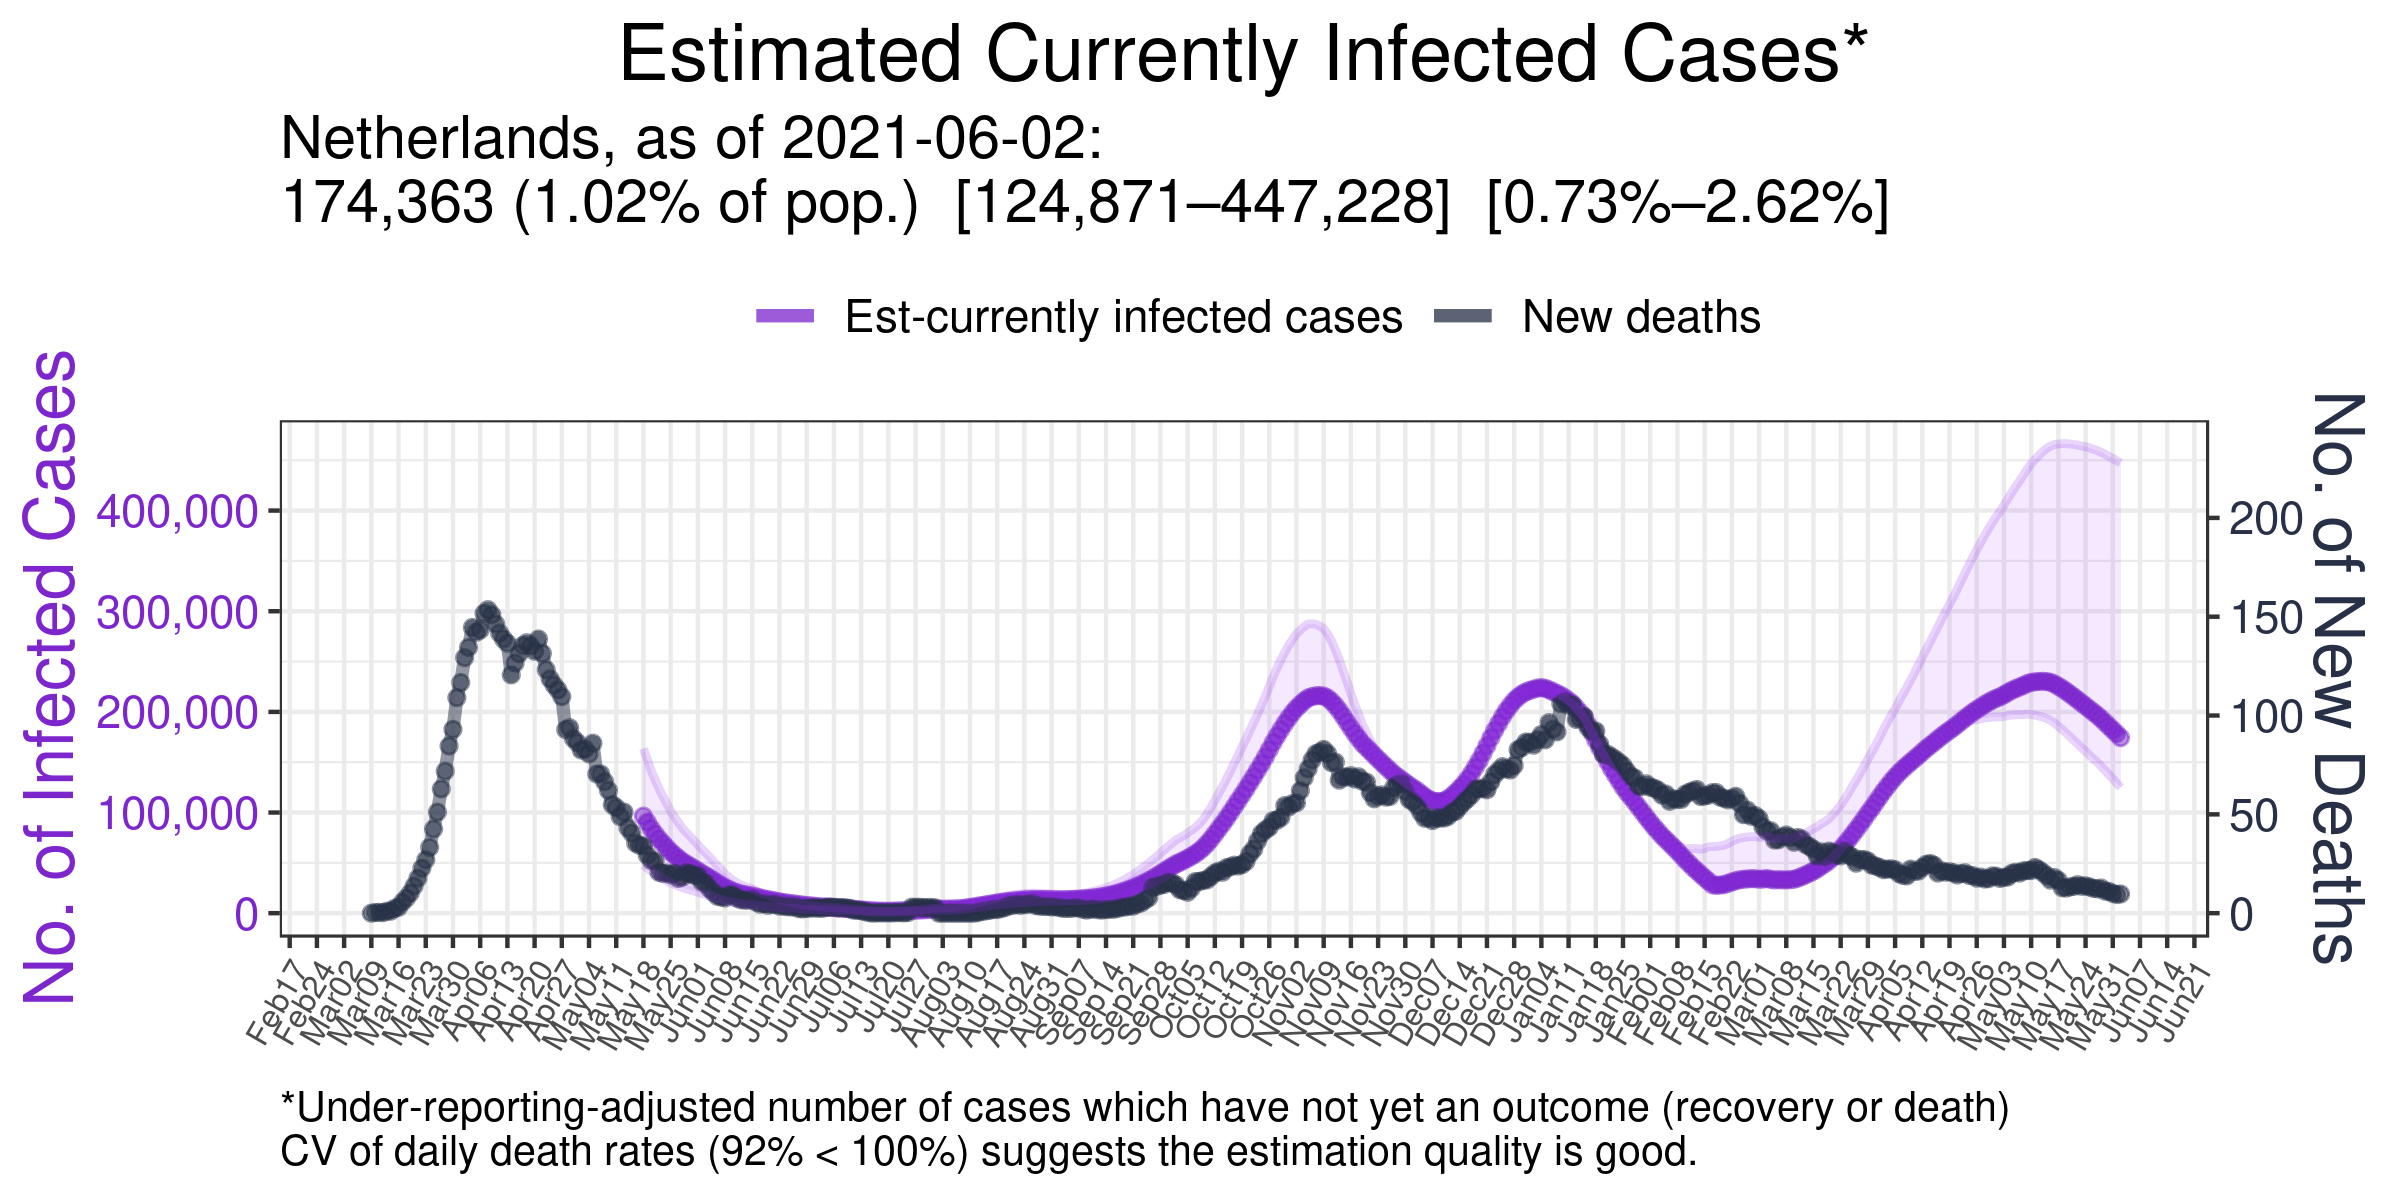 Estimated Currently Infected Cases*
Netherlands, as of 2021-06-02:
174,363 (1.02% of pop.) [124,871–447,228] [0.73%–2.62%]
Est-currently infected cases
New deaths
No. of Infected Cases
400,000
300,000
200,000
100,000
0
200
150
100
50
0
No. of New Deaths
Feb17
Feb24
Mar02
Mar09
Mar16
Mar23
Mar30
Apr06
Apr13
Apr20
Apr27
May04
May11
May18
May25
Jun01
Jun08
Jun15
Jun22
Jun29
Jul06
Jul13
Jul20
Jul27
Aug03
Aug10
Aug17
Aug24
Aug31
Sep07
Sep14
Sep21
Sep28
Oct05
Oct12
Oct19
Oct26
Nov02
Nov09
Nov16
Nov23
Nov30
Dec07
Dec14
Dec21
Dec28
Jan04
Jan11
Jan18
Jan25
Feb01
Feb08
Feb15
Feb22
Mar01
Mar08
Mar15
Mar22
Mar29
Apr05
Apr12
Apr19
Apr26
May03
May10
May17
May24
May31
Jun07
Jun14
Jun21
*Under-reporting-adjusted number of cases which have not yet an outcome (recovery or death)
CV of daily death rates (92% < 100%) suggests the estimation quality is good.